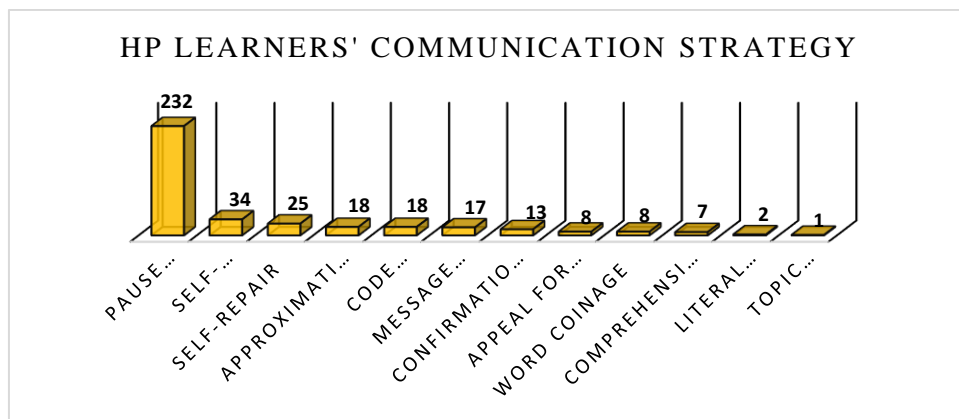 HP LEARNERS' COMMUNICATION STRATEGY
232
34
25
18
18
17
13
8
8
7
2
1
PAUSE…
SELF-…
SELF-REPAIR
APPROXIMATI…
CODE…
MESSAGE…
CONFIRMATIO…
APPEAL FOR…
WORD COINAGE
COMPREHENSI…
LITERAL…
TOPIC…